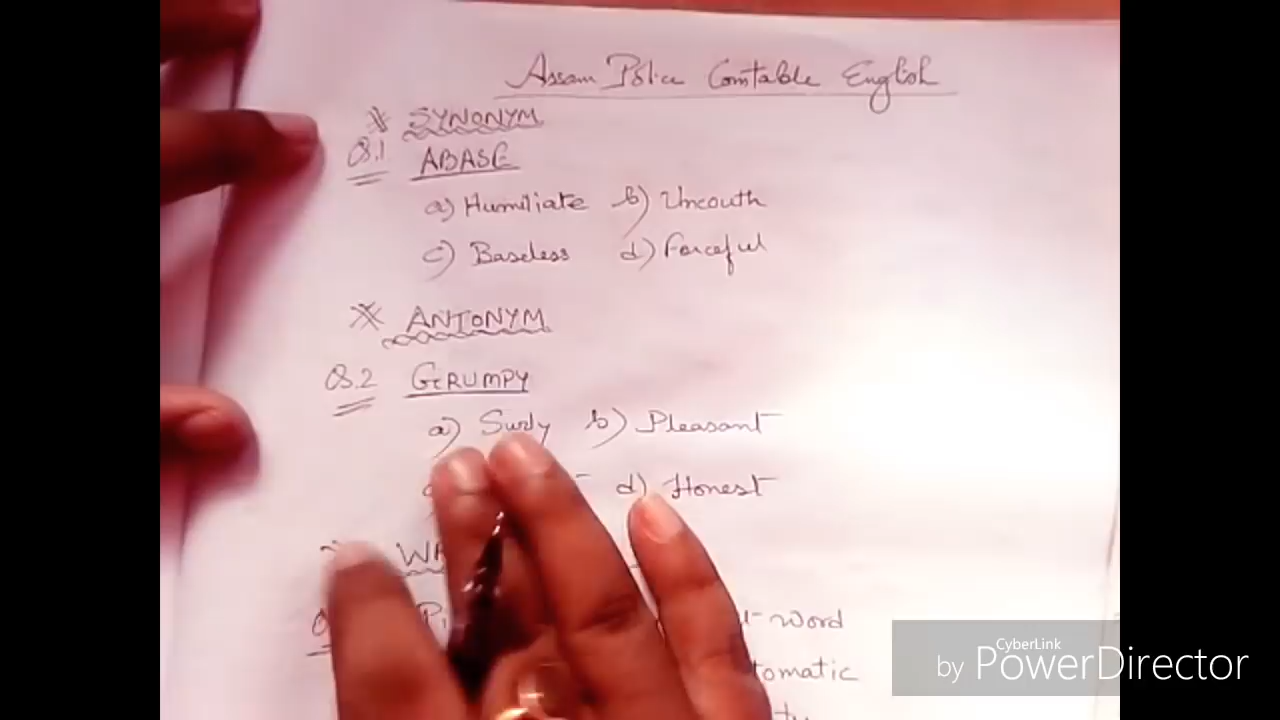 Assam Police Constable English
* SYNONYM
Q.1 ABASE
a) Humiliate b) Uncouth
c) Baseless d) Forceful
* ANTONYM
Q.2 GRUMPY
a) Surly b) Pleasant
d) Honest
word
CyberLink
by PowerDirector